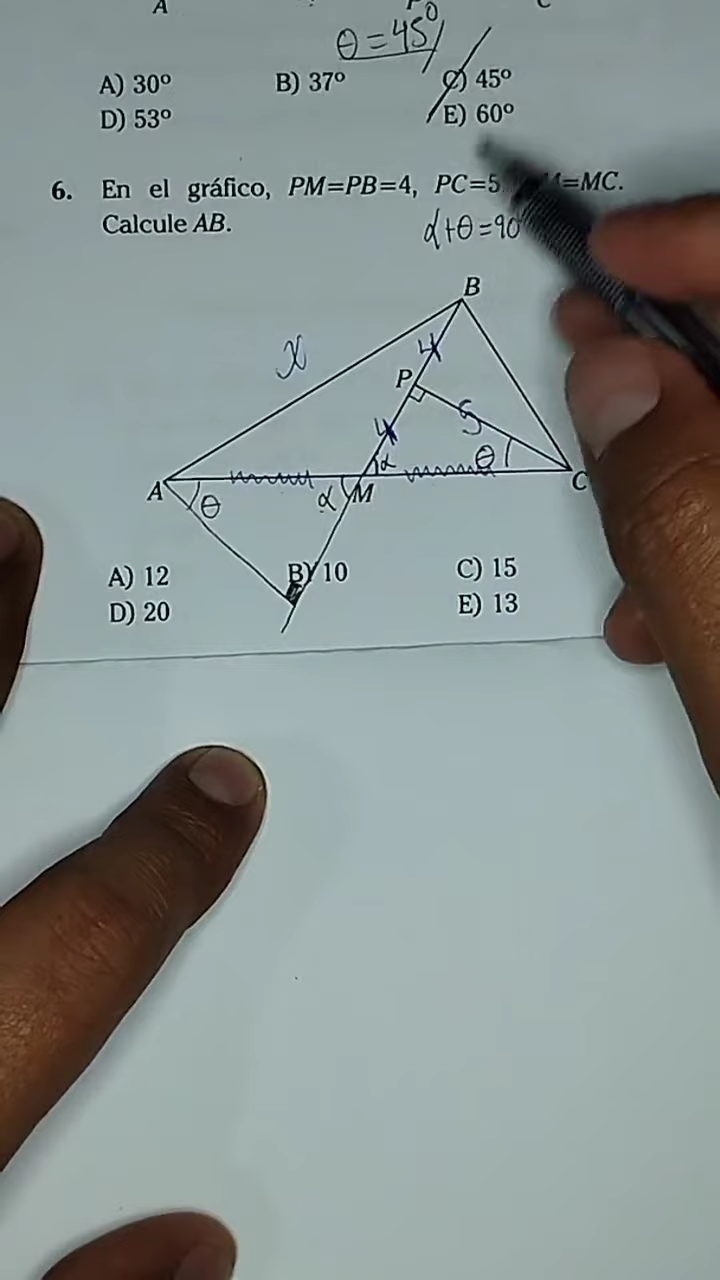 A
C
θ = 45°
A) 30° B) 37° C) 45°
D) 53° E) 60°
6. En el gráfico, PM=PB=4, PC=5 =MC.
Calcule AB.
α+θ=90
B
x
4
P
4 5
α θ
A θ α M C
A) 12 B) 10 C) 15
D) 20 E) 13